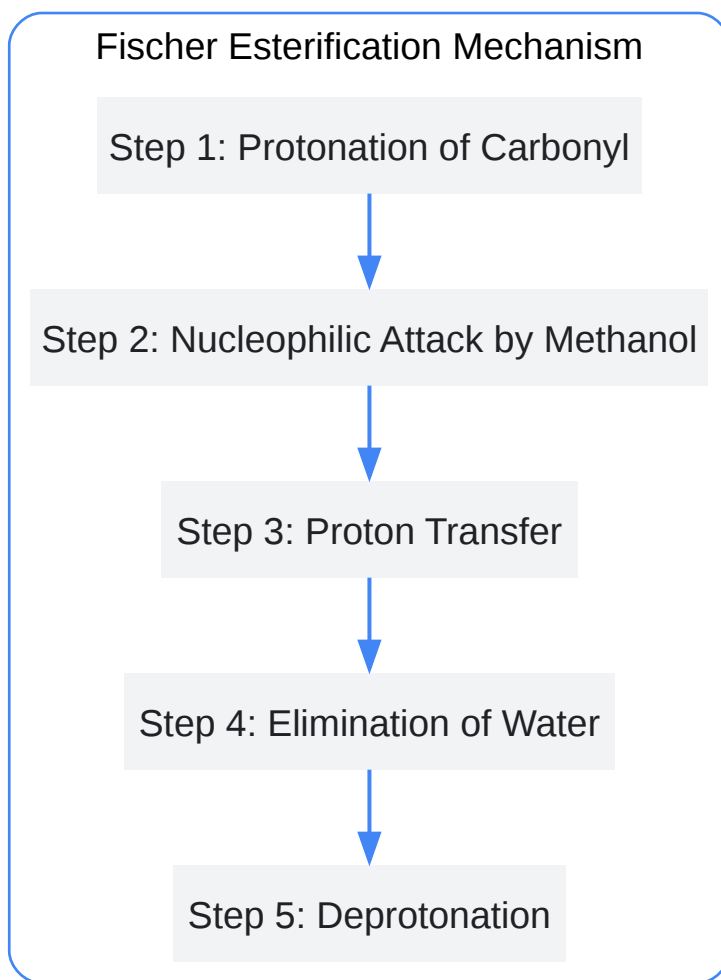 Fischer Esterification Mechanism
Step 1: Protonation of Carbonyl
Step 2: Nucleophilic Attack by Methanol
Step 3: Proton Transfer
Step 4: Elimination of Water
Step 5: Deprotonation